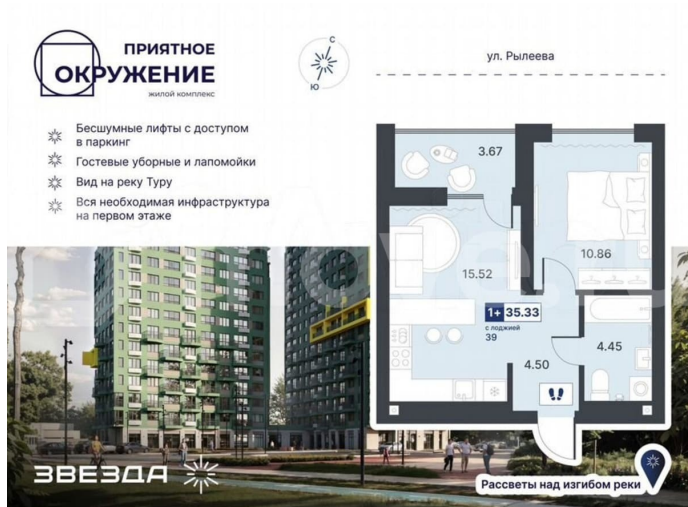 ПРИЯТНОЕ
ОКРУЖЕНИЕ
ЖИЛОЙ КОМПЛЕКС
С
Ю
ул. Рылеева
Бесшумные лифты с доступом
в паркинг
Гостевые уборные и лапомойки
Вид на реку Туру
Вся необходимая инфраструктура
на первом этаже
3.67
15.52
10.86
1+ 35.33
с лоджией
39
4.50
4.45
ЗВЕЗДА
Рассветы над изгибом реки